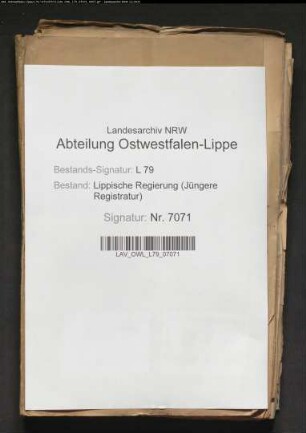 Landesarchiv NRW
Abteilung Ostwestfalen-Lippe
Bestands-Signatur: L 79
Bestand: Lippische Regierung (Jüngere
Registratur)
Signatur: Nr. 7071
LAV_OWL_L79_07071